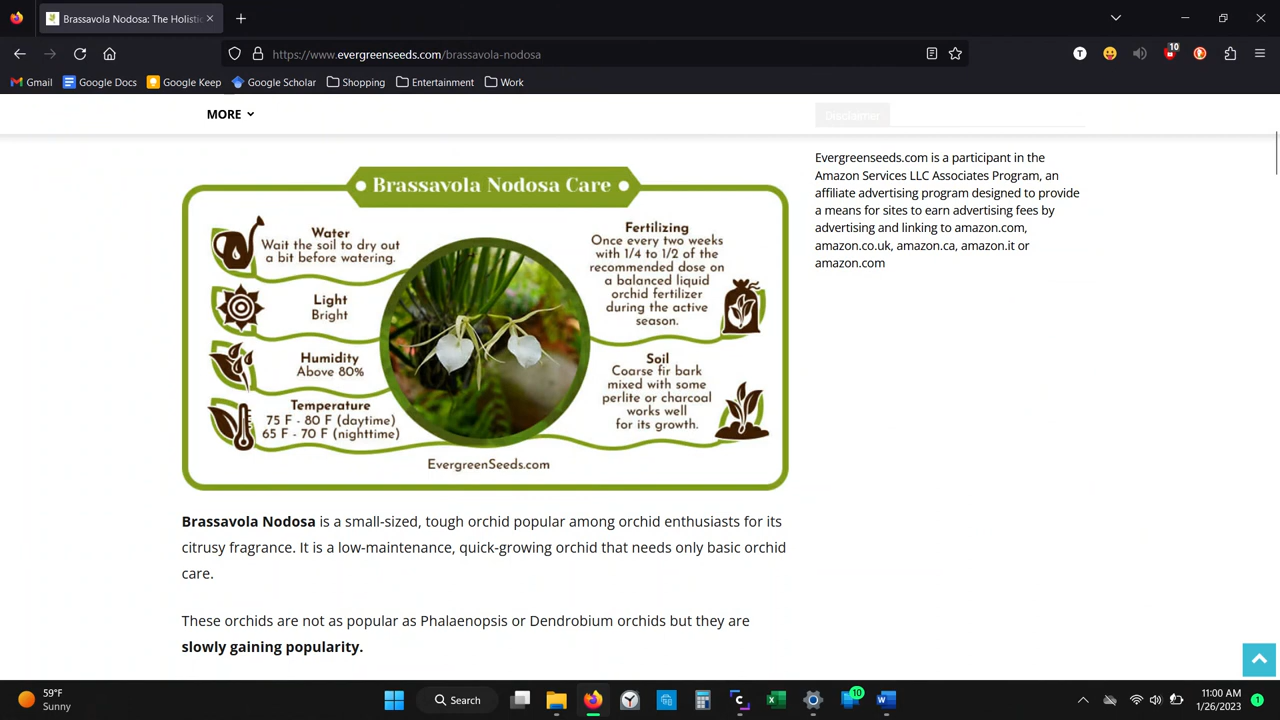 Brassavola Nodosa: The Holistic
https://www.evergreenseeds.com/brassavola-nodosa
T
10
Gmail
Google Docs
Google Keep
Google Scholar
Shopping
Entertainment
Work
MORE
Disclaimer
Evergreenseeds.com is a participant in the
Amazon Services LLC Associates Program, an
affiliate advertising program designed to provide
a means for sites to earn advertising fees by
advertising and linking to amazon.com,
amazon.co.uk, amazon.ca, amazon.it or
amazon.com
Brassavola Nodosa Care
Water
Wait the soil to dry out
a bit before watering.
Light
Bright
Humidity
Above 80%
Temperature
75 F - 80 F (daytime)
65 F - 70 F (nighttime)
Fertilizing
Once every two weeks
with 1/4 to 1/2 of the
recommended dose on
a balanced liquid
orchid fertilizer
during the active
season.
Soil
Coarse fir bark
mixed with some
perlite or charcoal
works well
for its growth.
EvergreenSeeds.com
Brassavola Nodosa is a small-sized, tough orchid popular among orchid enthusiasts for its
citrusy fragrance. It is a low-maintenance, quick-growing orchid that needs only basic orchid
care.
These orchids are not as popular as Phalaenopsis or Dendrobium orchids but they are
slowly gaining popularity.
59°F
Sunny
Search
10
11:00 AM
1/26/2023
1